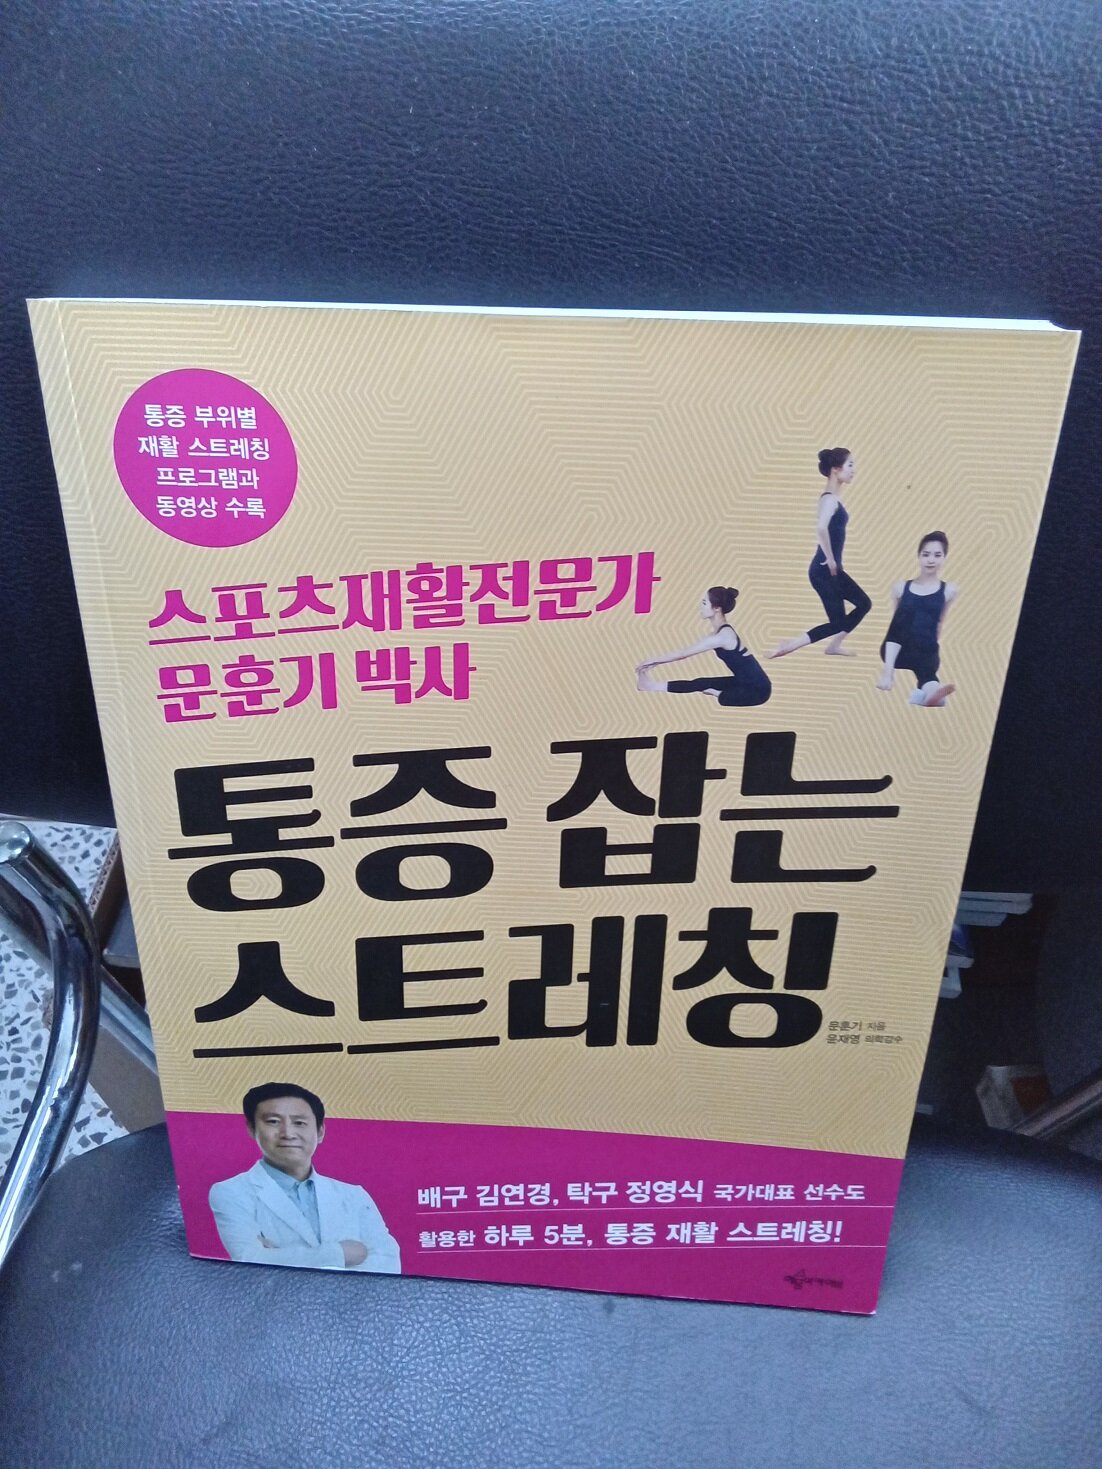 통증 부위별
재활 스트레칭
프로그램과
동영상 수록
스포츠재활전문가
문훈기 박사
통증 잡는
스트레칭
문훈기 지음
윤재영 의학감수
배구 김연경, 탁구 정영식 국가대표 선수도
활용한 하루 5분, 통증 재활 스트레칭!